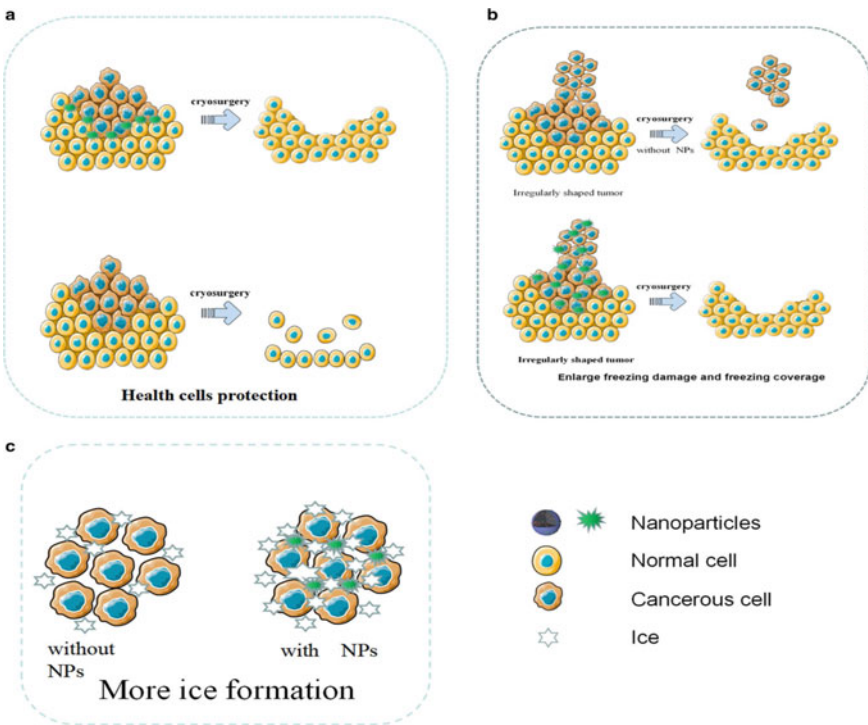 a
cryosurgery
cryosurgery
Health cells protection
b
cryosurgery
without NPs
Irregularly shaped tumor
cryosurgery
Irregularly shaped tumor
Enlarge freezing damage and freezing coverage
c
without
NPs
with NPs
More ice formation
Nanoparticles
Normal cell
Cancerous cell
Ice